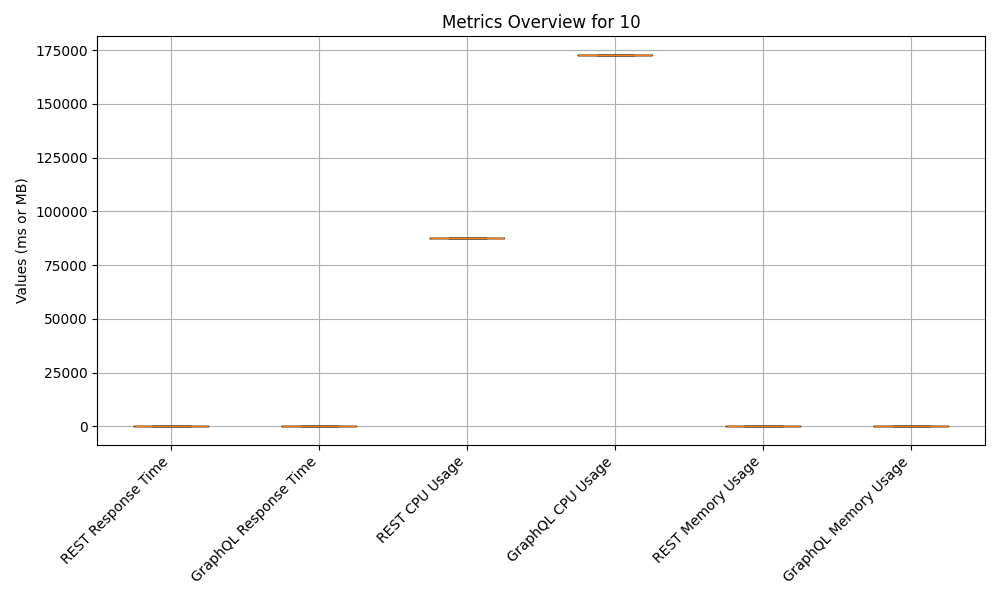 Metrics Overview for 10
Values (ms or MB)
175000
150000
125000
100000
75000
50000
25000
0
REST Response Time
GraphQL Response Time
REST CPU Usage
GraphQL CPU Usage
REST Memory Usage
GraphQL Memory Usage